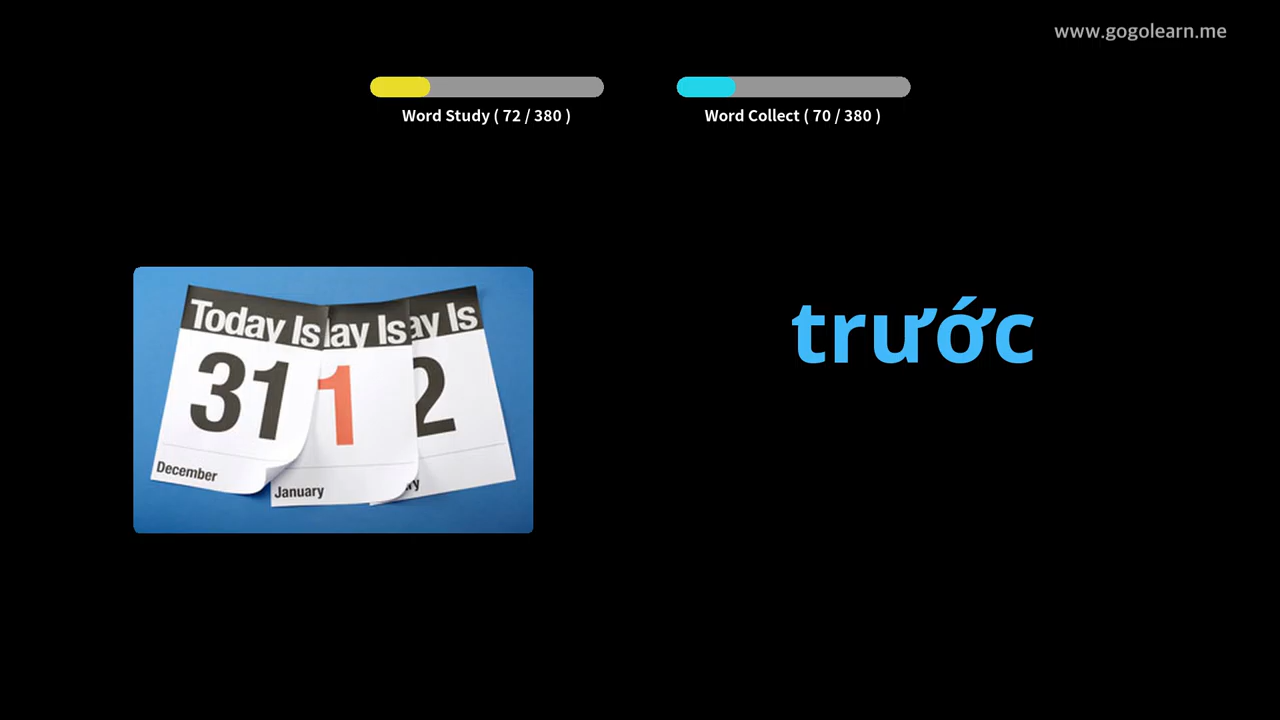 www.gogolearn.me
Word Study ( 72 / 380 )
Word Collect ( 70 / 380 )
Today Is
ay Is
ay Is
31
1
2
December
January
ry
trước